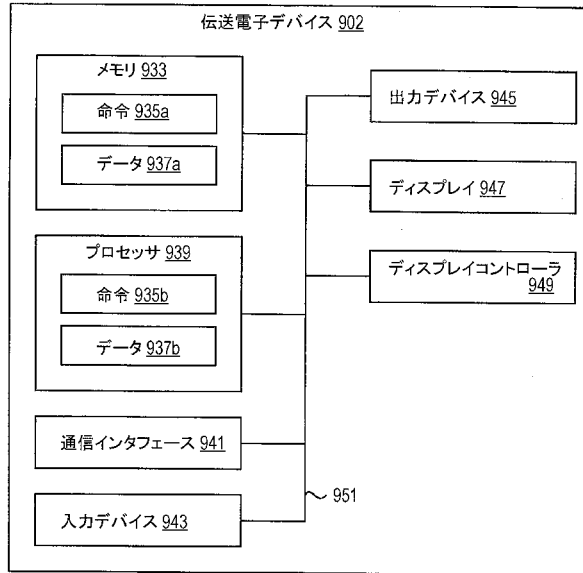 伝送電子デバイス 902
メモリ 933
命令 935a
データ 937a
プロセッサ 939
命令 935b
データ 937b
通信インタフェース 941
入力デバイス 943
出力デバイス 945
ディスプレイ 947
ディスプレイコントローラ
949
951